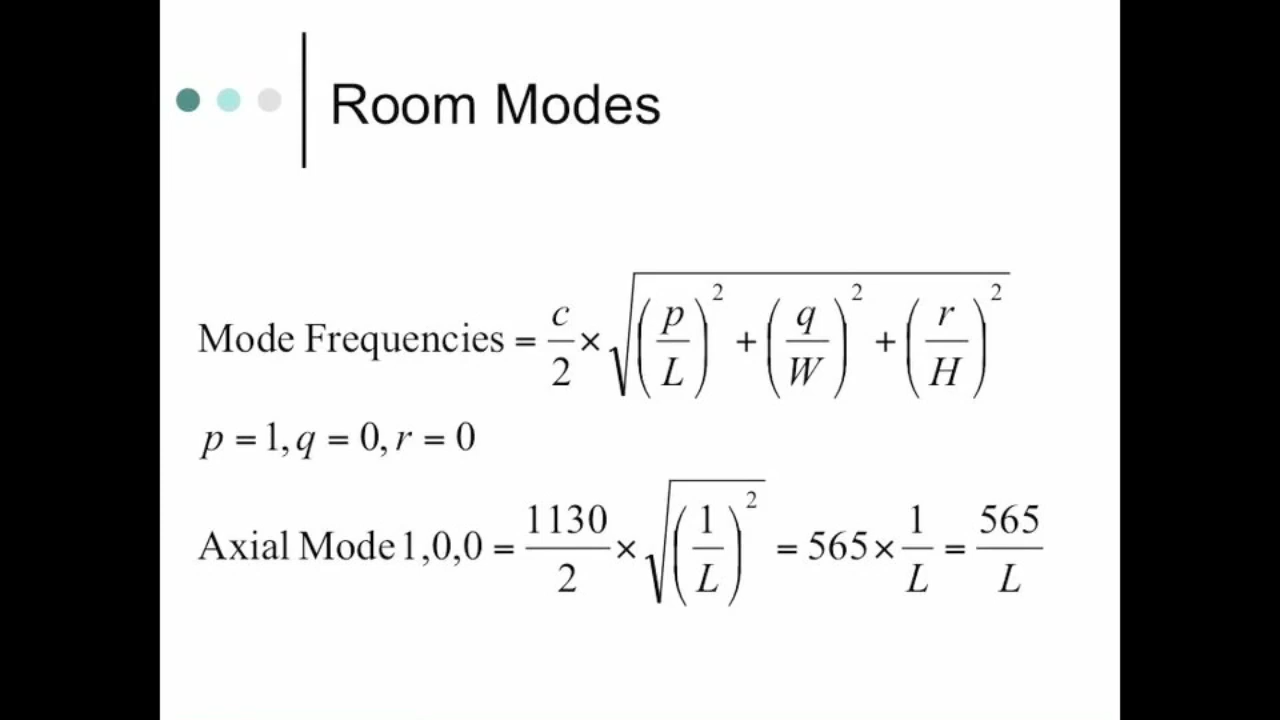 Room Modes
Mode Frequencies = c/2 × √((p/L)² + (q/W)² + (r/H)²)
p = 1, q = 0, r = 0
Axial Mode 1,0,0 = 1130/2 × √((1/L)²) = 565 × 1/L = 565/L